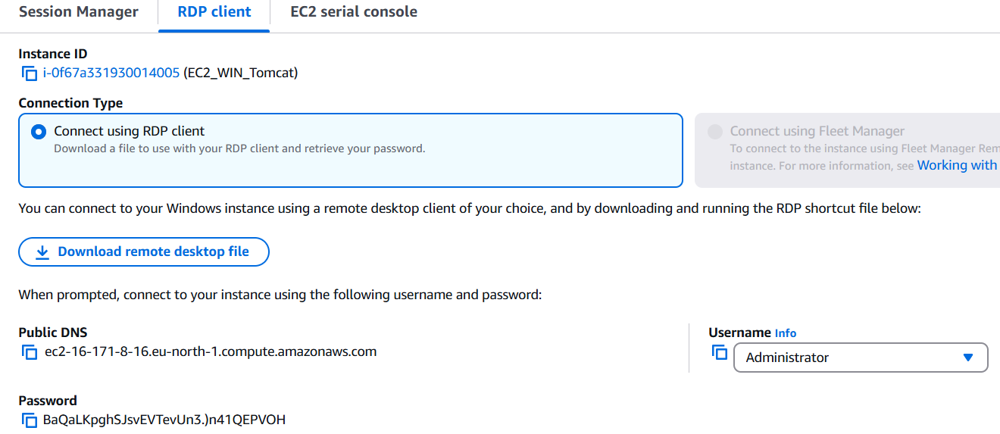 Session Manager
RDP client
EC2 serial console
Instance ID
i-0f67a331930014005 (EC2_WIN_Tomcat)
Connection Type
Connect using RDP client
Download a file to use with your RDP client and retrieve your password.
Connect using Fleet Manager
To connect to the instance using Fleet Manager Rem
instance. For more information, see Working with
You can connect to your Windows instance using a remote desktop client of your choice, and by downloading and running the RDP shortcut file below:
Download remote desktop file
When prompted, connect to your instance using the following username and password:
Public DNS
ec2-16-171-8-16.eu-north-1.compute.amazonaws.com
Username Info
Administrator
Password
BaQaLKpghSJsvEVTevUn3.)n41QEPVOH